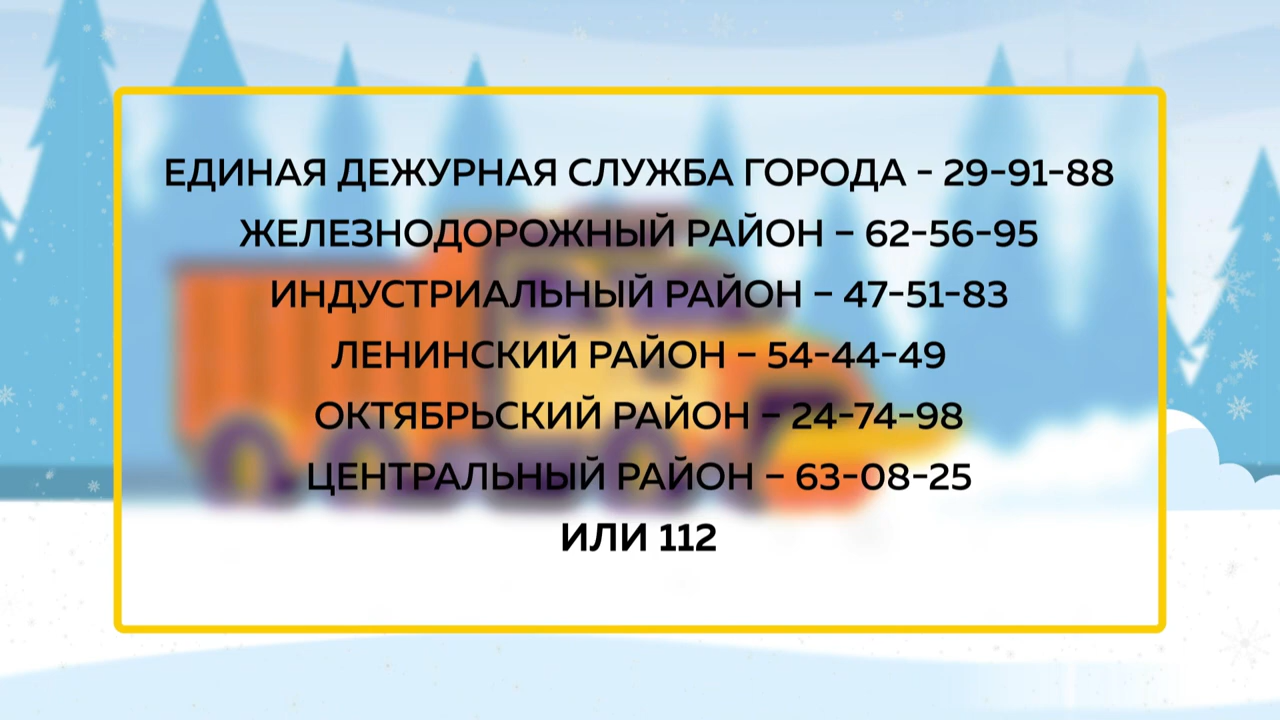 ЕДИНАЯ ДЕЖУРНАЯ СЛУЖБА ГОРОДА - 29-91-88
ЖЕЛЕЗНОДОРОЖНЫЙ РАЙОН – 62-56-95
ИНДУСТРИАЛЬНЫЙ РАЙОН – 47-51-83
ЛЕНИНСКИЙ РАЙОН – 54-44-49
ОКТЯБРЬСКИЙ РАЙОН – 24-74-98
ЦЕНТРАЛЬНЫЙ РАЙОН – 63-08-25
ИЛИ 112